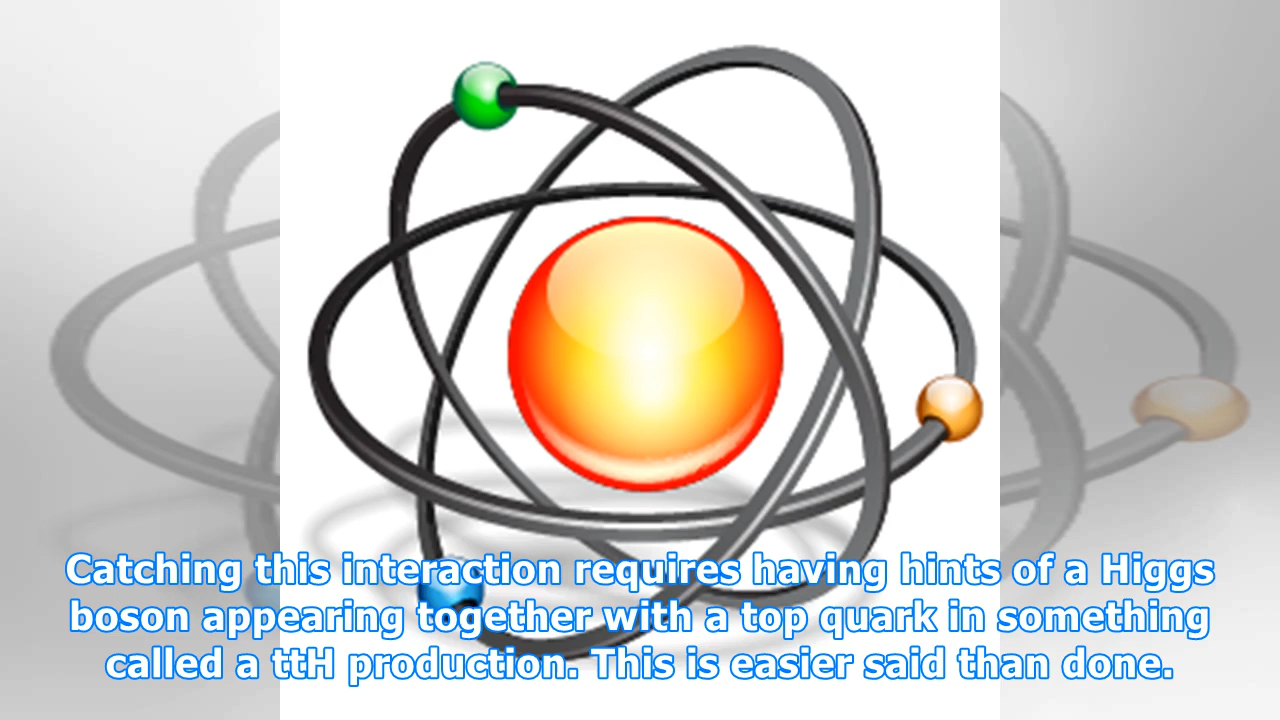 Catching this interaction requires having hints of a Higgs
boson appearing together with a top quark in something
called a ttH production. This is easier said than done.